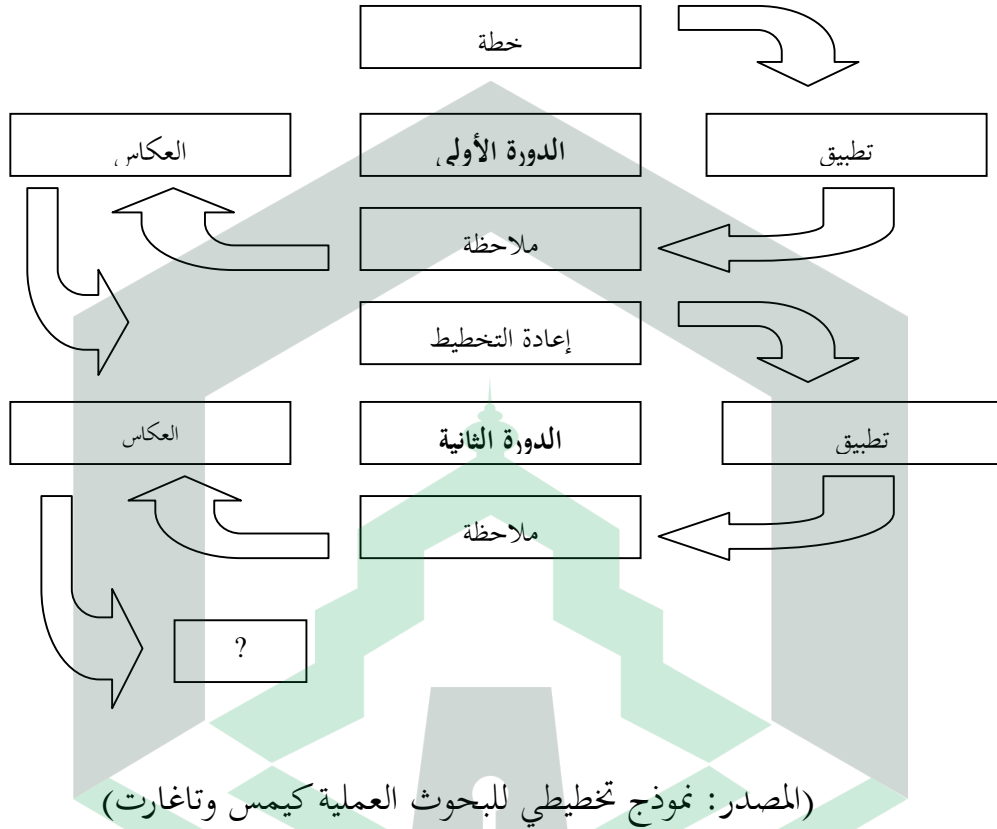 خطة
تطبيق
الدورة الأولى
العكاس
ملاحظة
إعادة التخطيط
تطبيق
الدورة الثانية
العكاس
ملاحظة
?
(المصدر: نموذج تخطيطي للبحوث العملية كيمس وتاغارت)